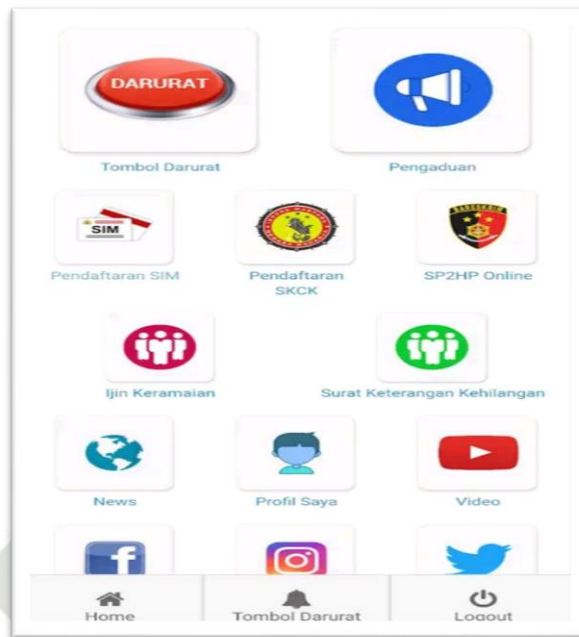 DARURAT
Tombol Darurat
Pengaduan
SIM
Pendaftaran SIM
Pendaftaran
SKCK
SP2HP Online
Ijin Keramaian
Surat Keterangan Kehilangan
News
Profil Saya
Video
Home
Tombol Darurat
Logout